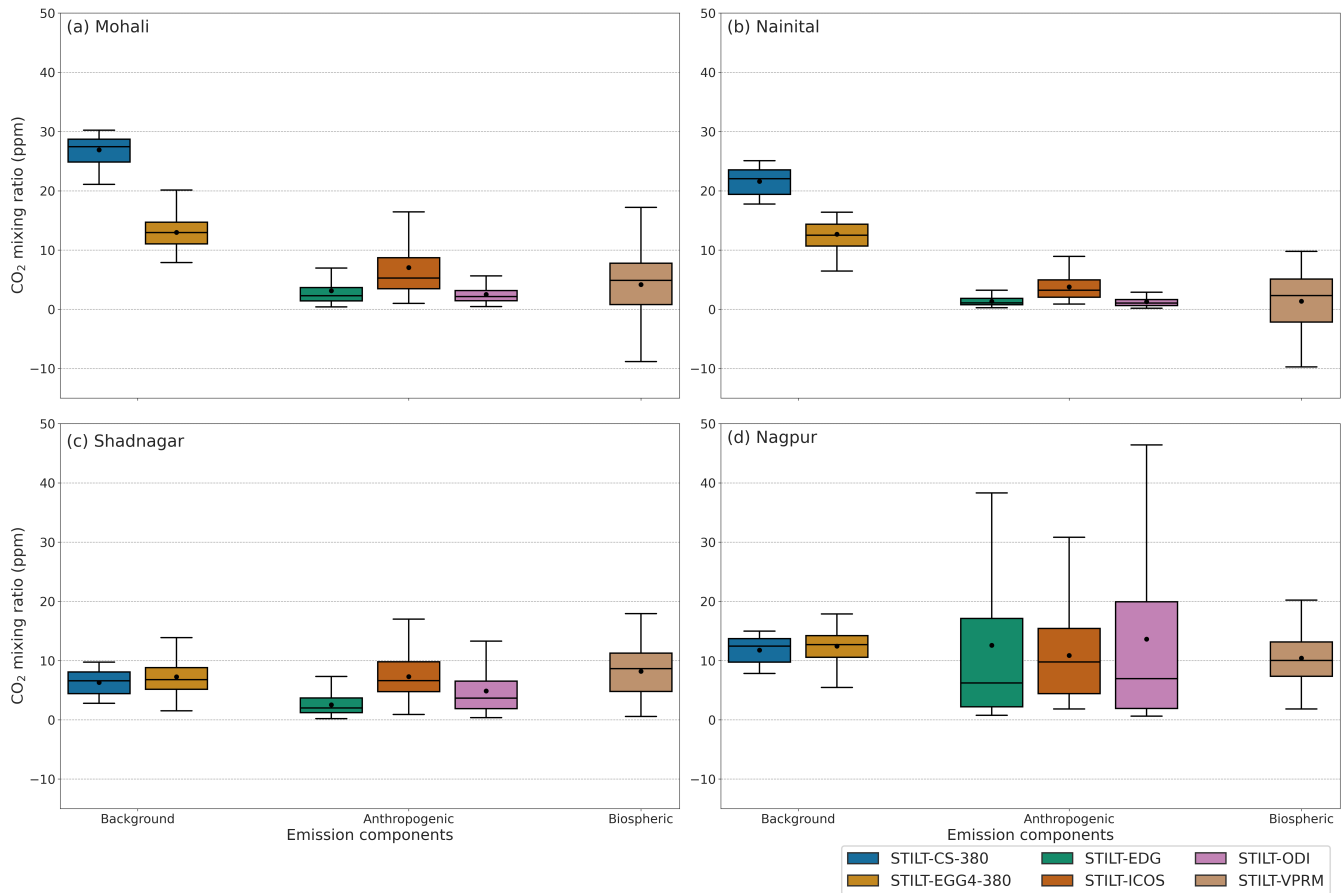 (a) Mohali
(b) Nainital
CO₂ mixing ratio (ppm)
50
40
30
20
10
0
−10
50
40
30
20
10
0
−10
(c) Shadnagar
(d) Nagpur
CO₂ mixing ratio (ppm)
50
40
30
20
10
0
−10
50
40
30
20
10
0
−10
Background Anthropogenic Biospheric
Background Anthropogenic Biospheric
Emission components
Emission components
STILT-CS-380 STILT-EDG STILT-ODI
STILT-EGG4-380 STILT-ICOS STILT-VPRM